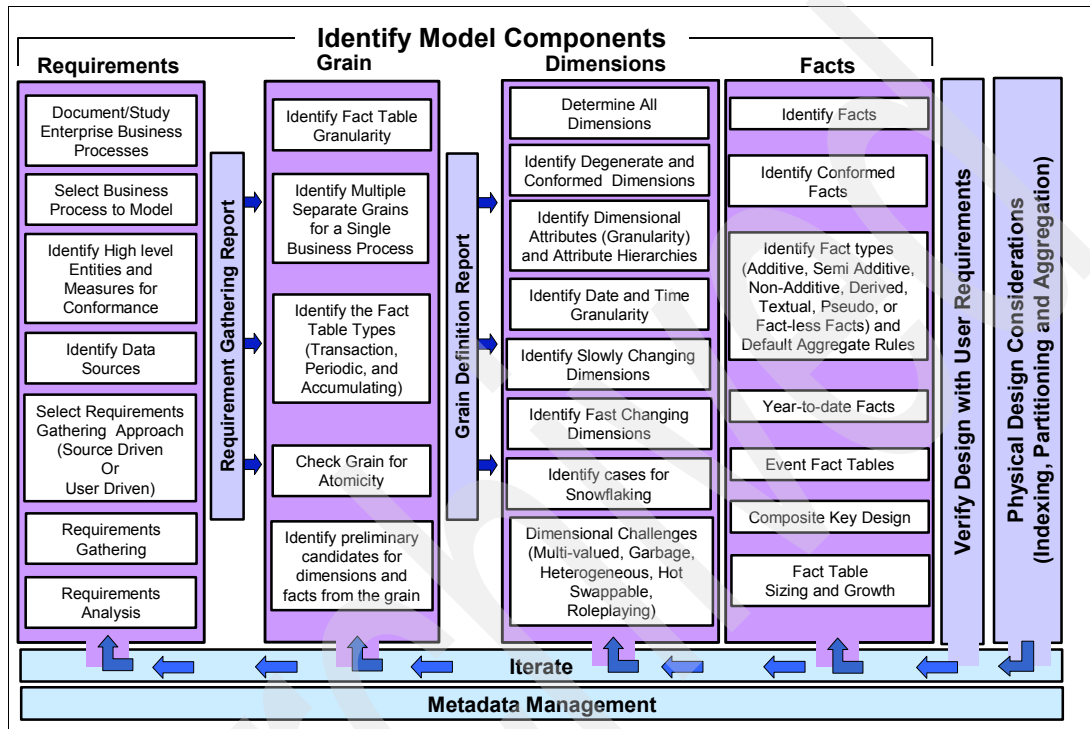 Identify Model Components
Requirements
Document/Study
Enterprise Business
Processes
Select Business
Process to Model
Identify High level
Entities and
Measures for
Conformance
Identify Data
Sources
Select Requirements
Gathering Approach
(Source Driven
Or
User Driven)
Requirements
Gathering
Requirements
Analysis
Requirement Gathering Report
Grain
Identify Fact Table
Granularity
Identify Multiple
Separate Grains
for a Single
Business Process
Identify the Fact
Table Types
(Transaction,
Periodic, and
Accumulating)
Check Grain for
Atomicity
Identify preliminary
candidates for
dimensions and
facts from the grain
Grain Definition Report
Dimensions
Determine All
Dimensions
Identify Degenerate and
Conformed Dimensions
Identify Dimensional
Attributes (Granularity)
and Attribute Hierarchies
Identify Date and Time
Granularity
Identify Slowly Changing
Dimensions
Identify Fast Changing
Dimensions
Identify cases for
Snowflaking
Dimensional Challenges
(Multi-valued, Garbage,
Heterogeneous, Hot
Swappable,
Roleplaying)
Facts
Identify Facts
Identify Conformed
Facts
Identify Fact types
(Additive, Semi Additive,
Non-Additive, Derived,
Textual, Pseudo, or
Fact-less Facts) and
Default Aggregate Rules
Year-to-date Facts
Event Fact Tables
Composite Key Design
Fact Table
Sizing and Growth
Verify Design with User Requirements
Physical Design Considerations
(Indexing, Partitioning and Aggregation)
Iterate
Metadata Management